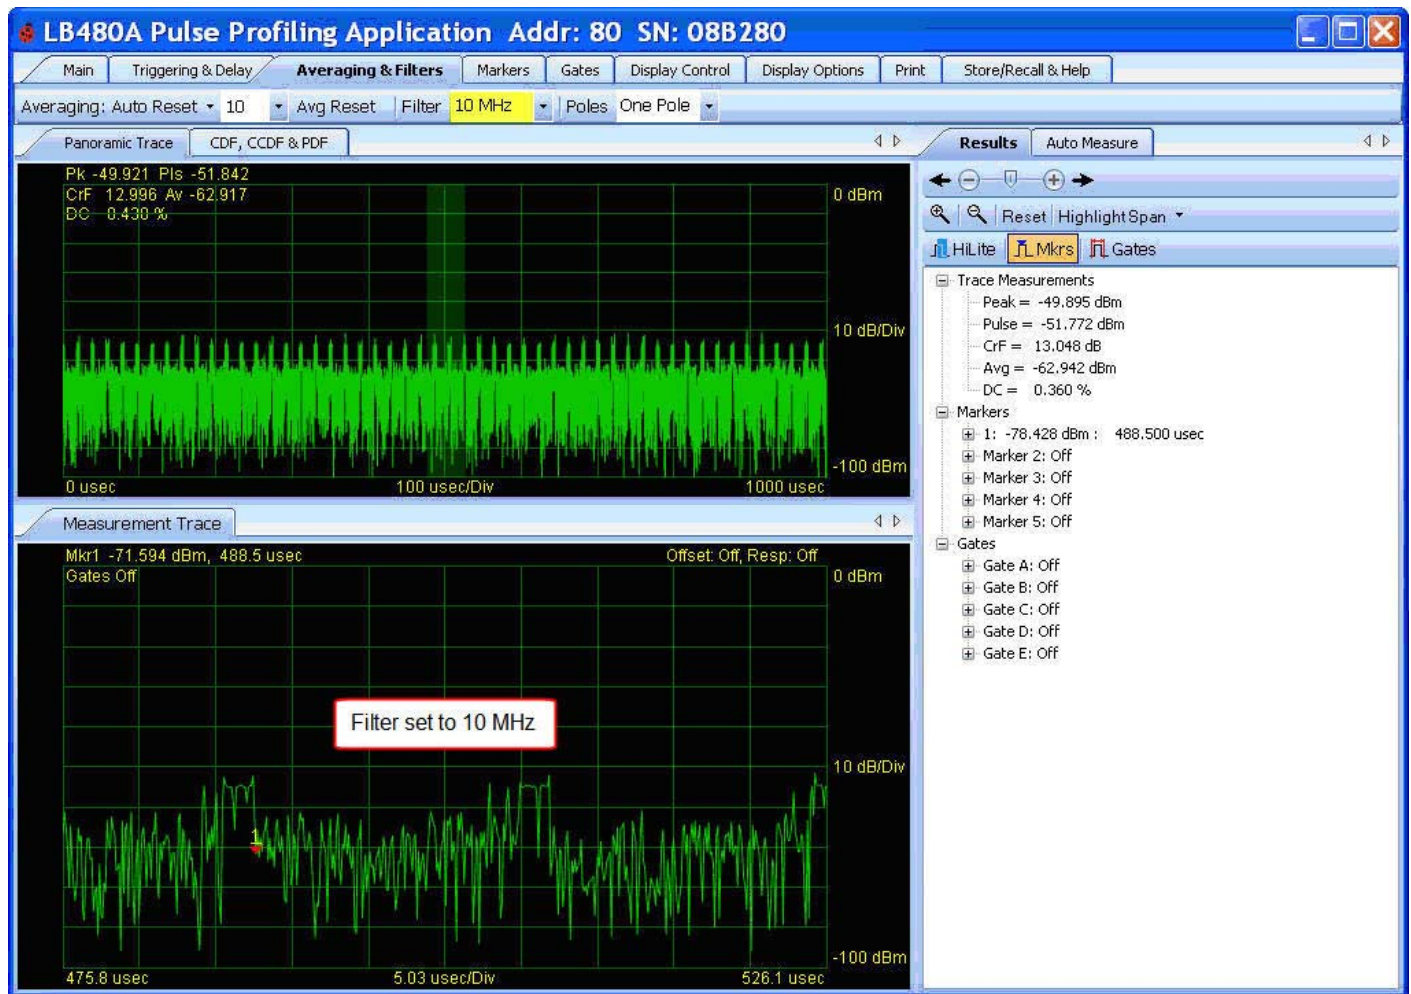 LB480A Pulse Profiling Application Addr: 80 SN: 08B280
Main Triggering & Delay Averaging & Filters Markers Gates Display Control Display Options Print Store/Recall & Help
Averaging: Auto Reset 10 Avg Reset Filter 10 MHz Poles One Pole
Panoramic Trace CDF, CCDF & PDF
Pk -49.921 Pls -51.842
CrF 12.996 Av -62.917
DC 0.430 %
0 dBm
10 dB/Div
-100 dBm
0 usec 100 usec/Div 1000 usec
Measurement Trace
Mkr1 -71.594 dBm, 488.5 usec Offset: Off, Resp: Off
Gates Off
0 dBm
Filter set to 10 MHz
10 dB/Div
1
-100 dBm
475.8 usec 5.03 usec/Div 526.1 usec
Results Auto Measure
Reset Highlight Span
HiLite Mkrs Gates
Trace Measurements
Peak = -49.895 dBm
Pulse = -51.772 dBm
CrF = 13.048 dB
Avg = -62.942 dBm
DC = 0.360 %
Markers
1: -78.428 dBm : 488.500 usec
Marker 2: Off
Marker 3: Off
Marker 4: Off
Marker 5: Off
Gates
Gate A: Off
Gate B: Off
Gate C: Off
Gate D: Off
Gate E: Off